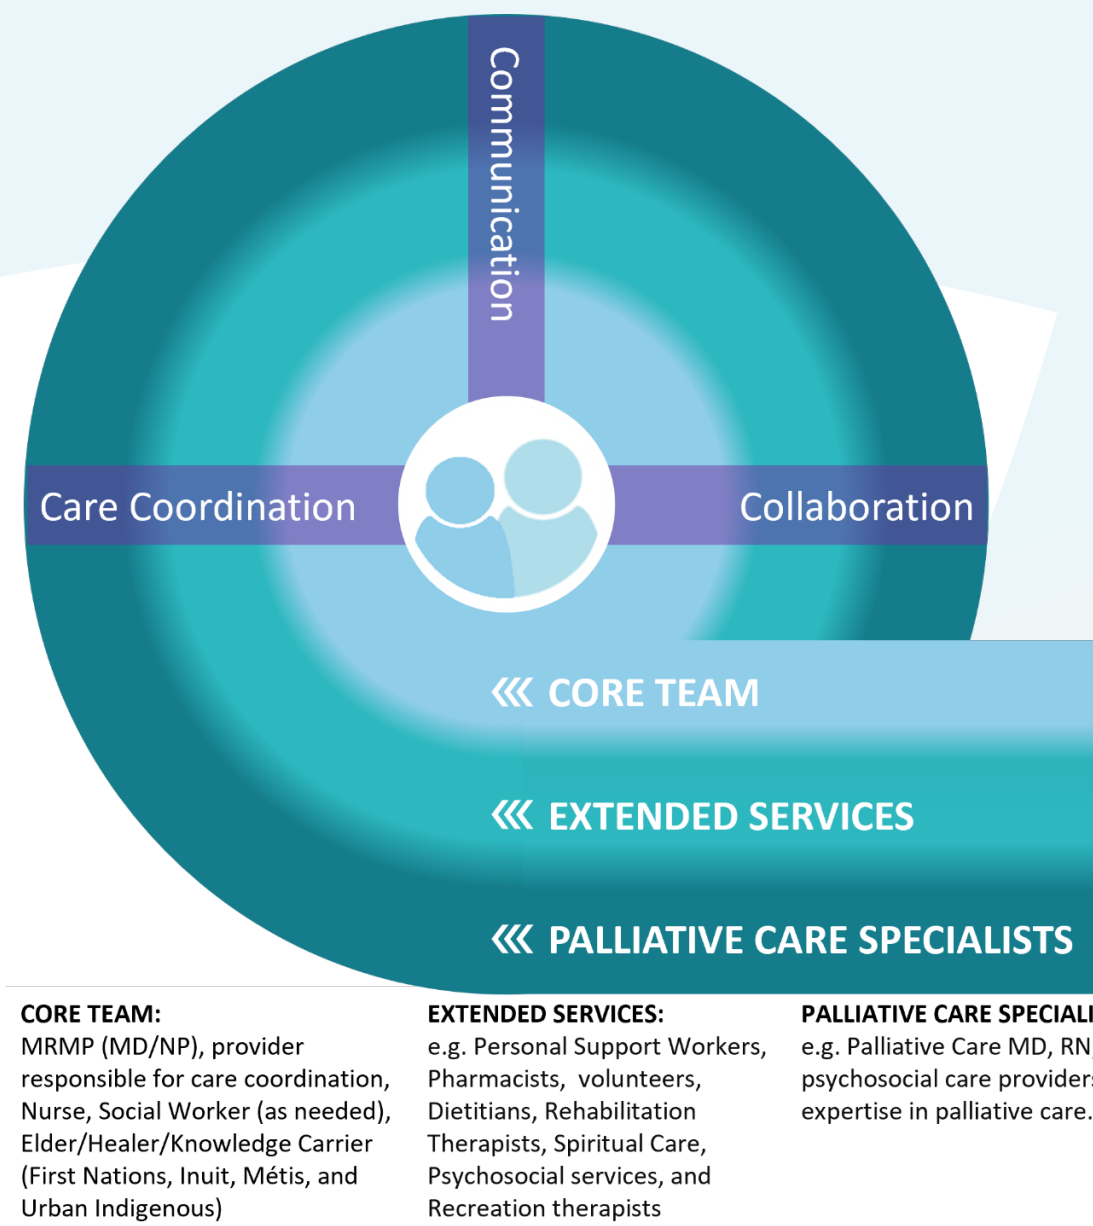 Communication
Care Coordination
Collaboration
CORE TEAM
EXTENDED SERVICES
PALLIATIVE CARE SPECIALISTS
CORE TEAM:
MRMP (MD/NP), provider
responsible for care coordination,
Nurse, Social Worker (as needed),
Elder/Healer/Knowledge Carrier
(First Nations, Inuit, Métis, and
Urban Indigenous)
EXTENDED SERVICES:
e.g. Personal Support Workers,
Pharmacists, volunteers,
Dietitians, Rehabilitation
Therapists, Spiritual Care,
Psychosocial services, and
Recreation therapists
PALLIATIVE CARE
e.g. Palliative Care MD, RN,
psychosocial care
expertise in palliative care.